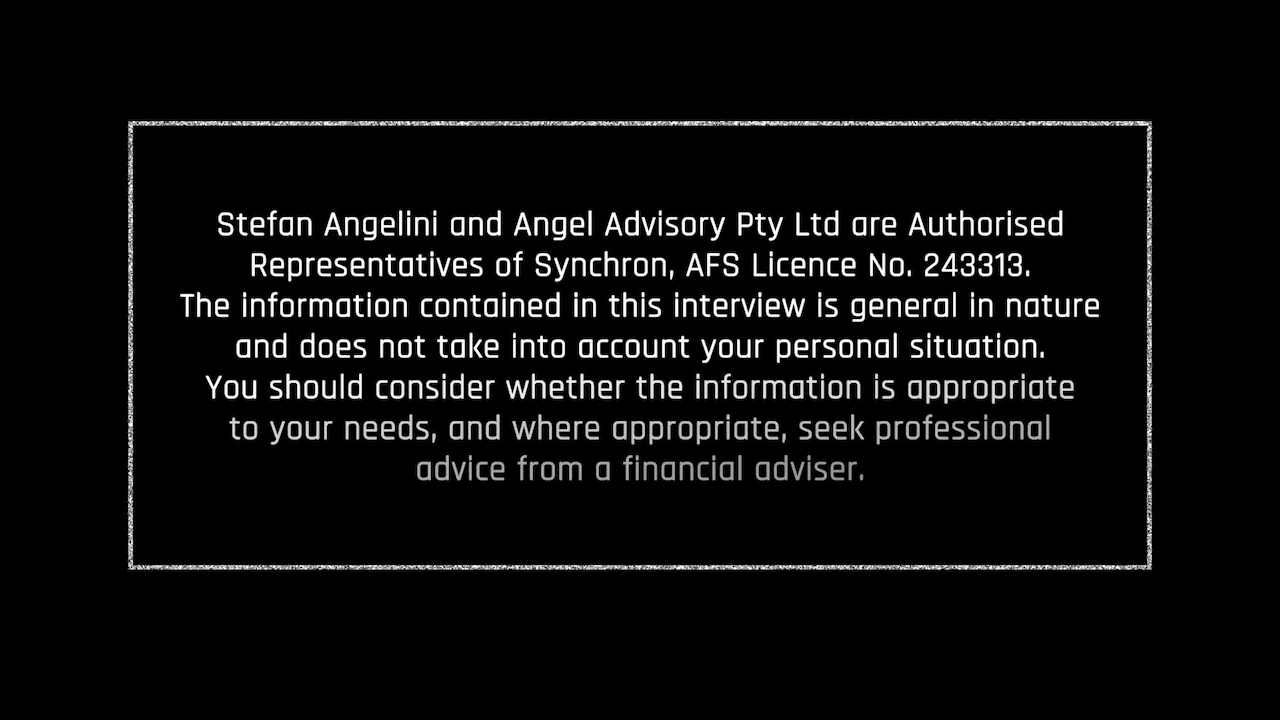 Stefan Angelini and Angel Advisory Pty Ltd are Authorised
Representatives of Synchron, AFS Licence No. 243313.
The information contained in this interview is general in nature
and does not take into account your personal situation.
You should consider whether the information is appropriate
to your needs, and where appropriate, seek professional
advice from a financial adviser.